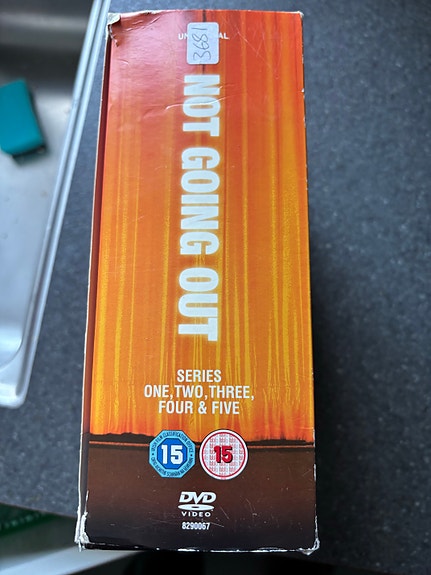 3681
NOT GOING OUT
SERIES
ONE,TWO,THREE,
FOUR & FIVE
15
15
DVD
VIDEO
8290067